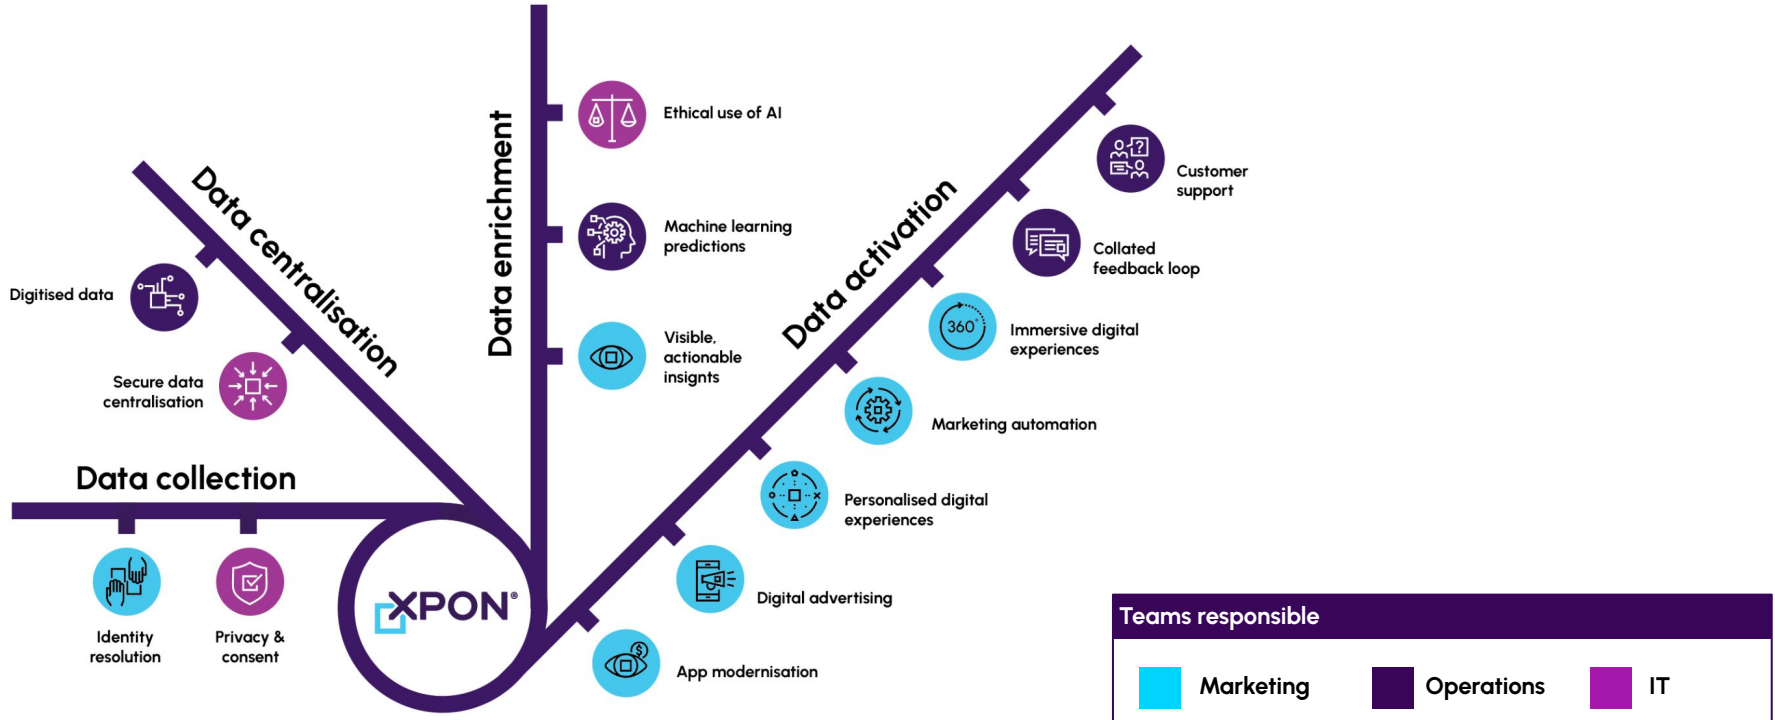 Data collection
Identity
resolution
Privacy &
consent
Data centralisation
Digitised data
Secure data
centralisation
Data enrichment
Ethical use of AI
Machine learning
predictions
Visible,
actionable
insignts
Data activation
Customer
support
Collated
feedback loop
360°
Immersive digital
experiences
Marketing automation
Personalised digital
experiences
Digital advertising
App modernisation
XPON®
Teams responsible
Marketing
Operations
IT